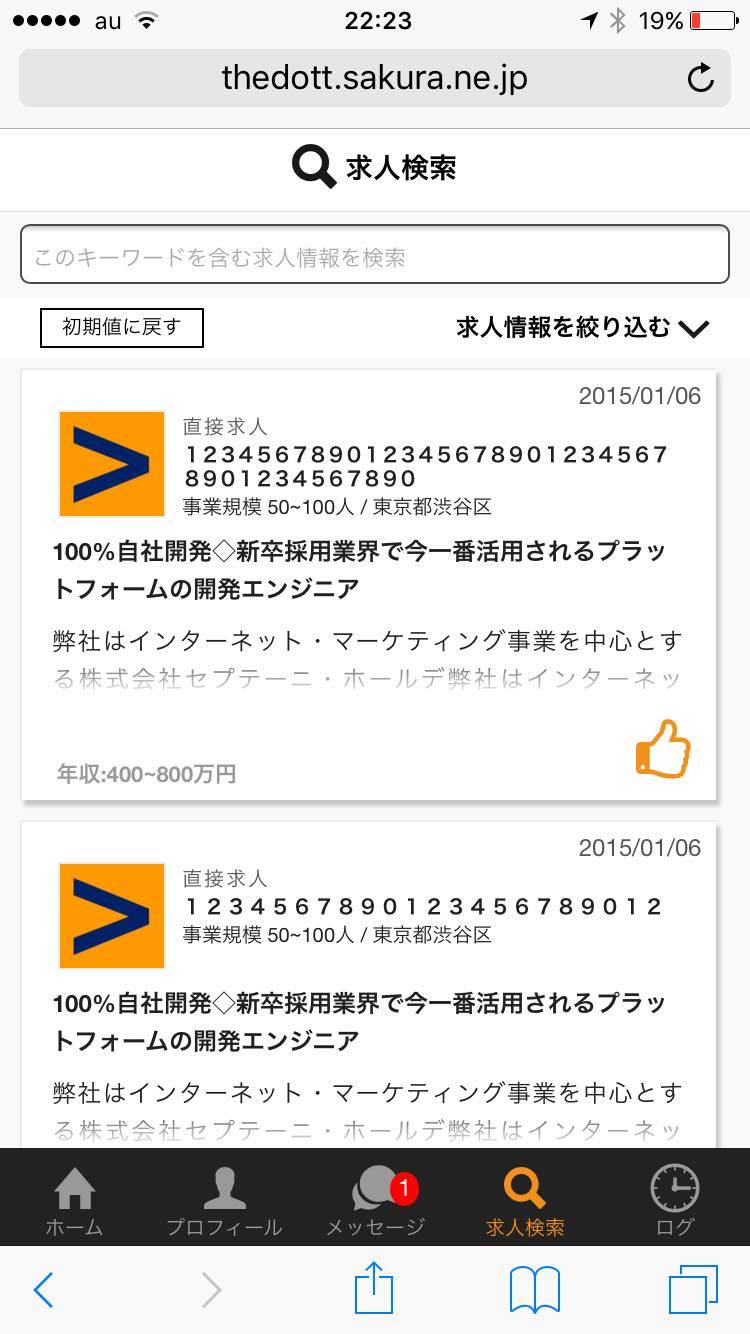 au 22:23 19%
thedott.sakura.ne.jp
求人検索
このキーワードを含む求人情報を検索
初期値に戻す 求人情報を絞り込む
2015/01/06
直接求人
123456789012345678901234567
8901234567890
事業規模 50~100人 / 東京都渋谷区
100%自社開発◇新卒採用業界で今一番活用されるプラッ
トフォームの開発エンジニア
弊社はインターネット・マーケティング事業を中心とす
る株式会社セプテーニ・ホールデ弊社はインターネッ
年収:400~800万円
2015/01/06
直接求人
1234567890123456789012
事業規模 50~100人 / 東京都渋谷区
100%自社開発◇新卒採用業界で今一番活用されるプラッ
トフォームの開発エンジニア
弊社はインターネット・マーケティング事業を中心とす
る株式会社セプテーニ・ホールデ弊社はインターネッ
1
ホーム プロフィール メッセージ 求人検索 ログ